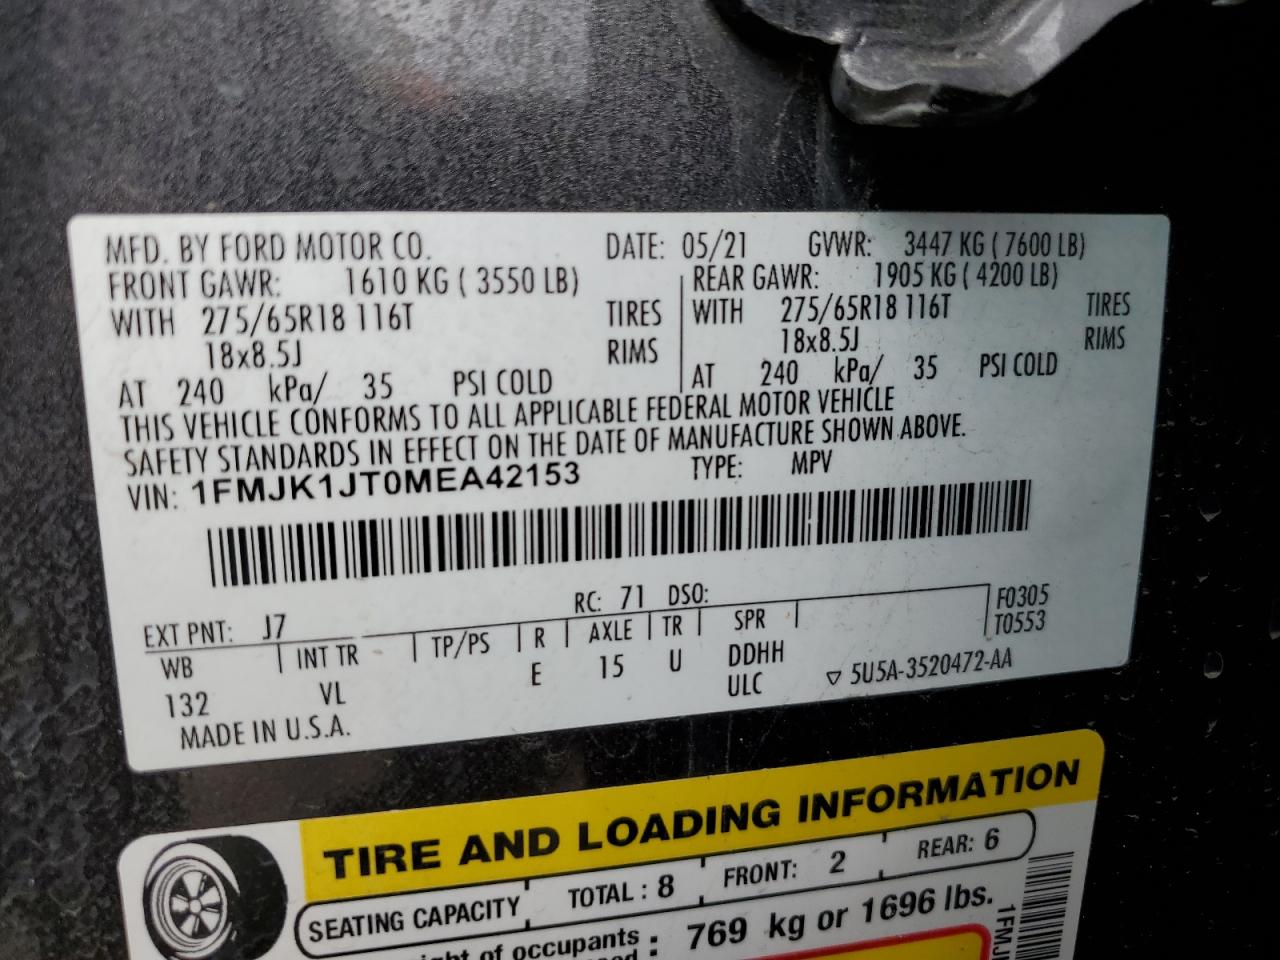 MFD. BY FORD MOTOR CO. DATE: 05/21 GVWR: 3447 KG ( 7600 LB)
FRONT GAWR: 1610 KG ( 3550 LB) REAR GAWR: 1905 KG ( 4200 LB)
WITH 275/65R18 116T TIRES WITH 275/65R18 116T TIRES
18x8.5J RIMS 18x8.5J RIMS
AT 240 kPa/ 35 PSI COLD AT 240 kPa/ 35 PSI COLD
THIS VEHICLE CONFORMS TO ALL APPLICABLE FEDERAL MOTOR VEHICLE
SAFETY STANDARDS IN EFFECT ON THE DATE OF MANUFACTURE SHOWN ABOVE.
VIN: 1FMJK1JT0MEA42153 TYPE: MPV
EXT PNT: J7 RC: 71 DSO: F0305
WB INT TR TP/PS R AXLE TR SPR T0553
132 VL E 15 U DDHH
ULC ▽ 5U5A-3520472-AA
MADE IN U.S.A.
TIRE AND LOADING INFORMATION
SEATING CAPACITY TOTAL : 8 FRONT: 2 REAR: 6
of occupants : 769 kg or 1696 lbs.